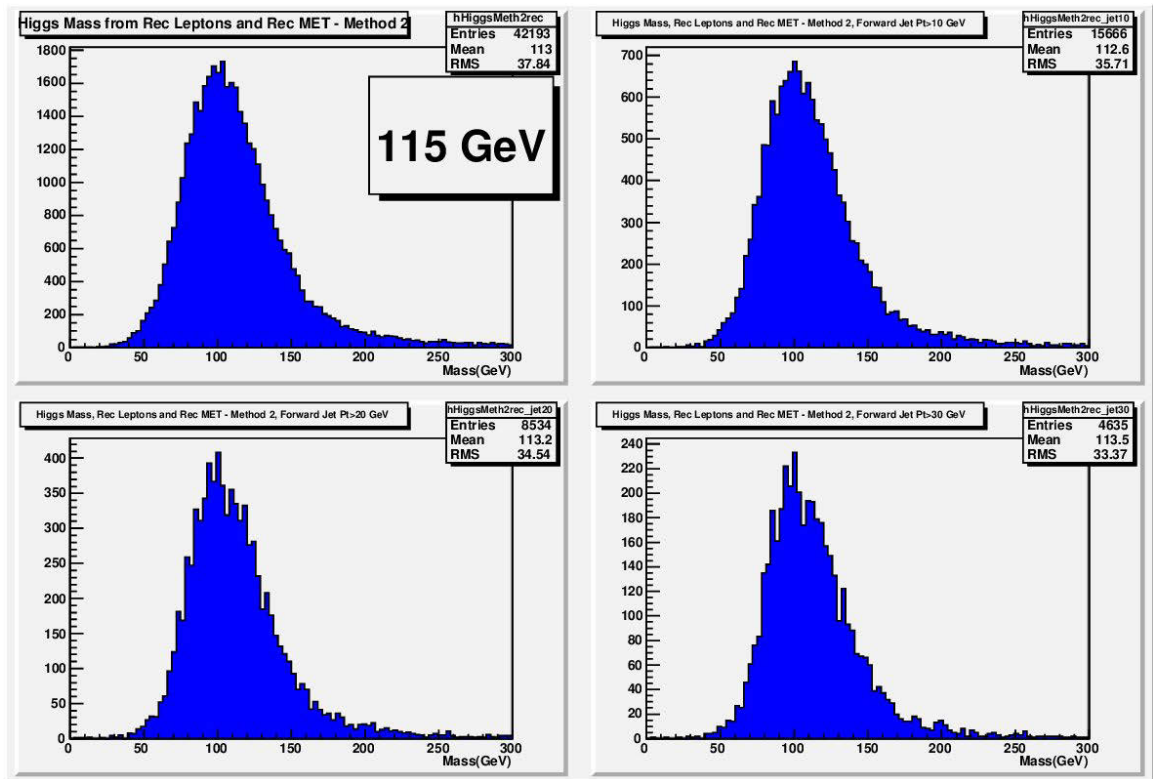 Higgs Mass from Rec Leptons and Rec MET - Method 2
hHiggsMeth2rec
Entries 42193
Mean 113
RMS 37.84
115 GeV
1800
1600
1400
1200
1000
800
600
400
200
0
0 50 100 150 200 250 300
Mass(GeV)
Higgs Mass, Rec Leptons and Rec MET - Method 2, Forward Jet Pt>10 GeV
hHiggsMeth2rec_jet10
Entries 15666
Mean 112.6
RMS 35.71
700
600
500
400
300
200
100
0
0 50 100 150 200 250 300
Mass(GeV)
Higgs Mass, Rec Leptons and Rec MET - Method 2, Forward Jet Pt>20 GeV
hHiggsMeth2rec_jet20
Entries 8534
Mean 113.2
RMS 34.54
400
350
300
250
200
150
100
50
0
0 50 100 150 200 250 300
Mass(GeV)
Higgs Mass, Rec Leptons and Rec MET - Method 2, Forward Jet Pt>30 GeV
hHiggsMeth2rec_jet30
Entries 4635
Mean 113.5
RMS 33.37
240
220
200
180
160
140
120
100
80
60
40
20
0
0 50 100 150 200 250 300
Mass(GeV)